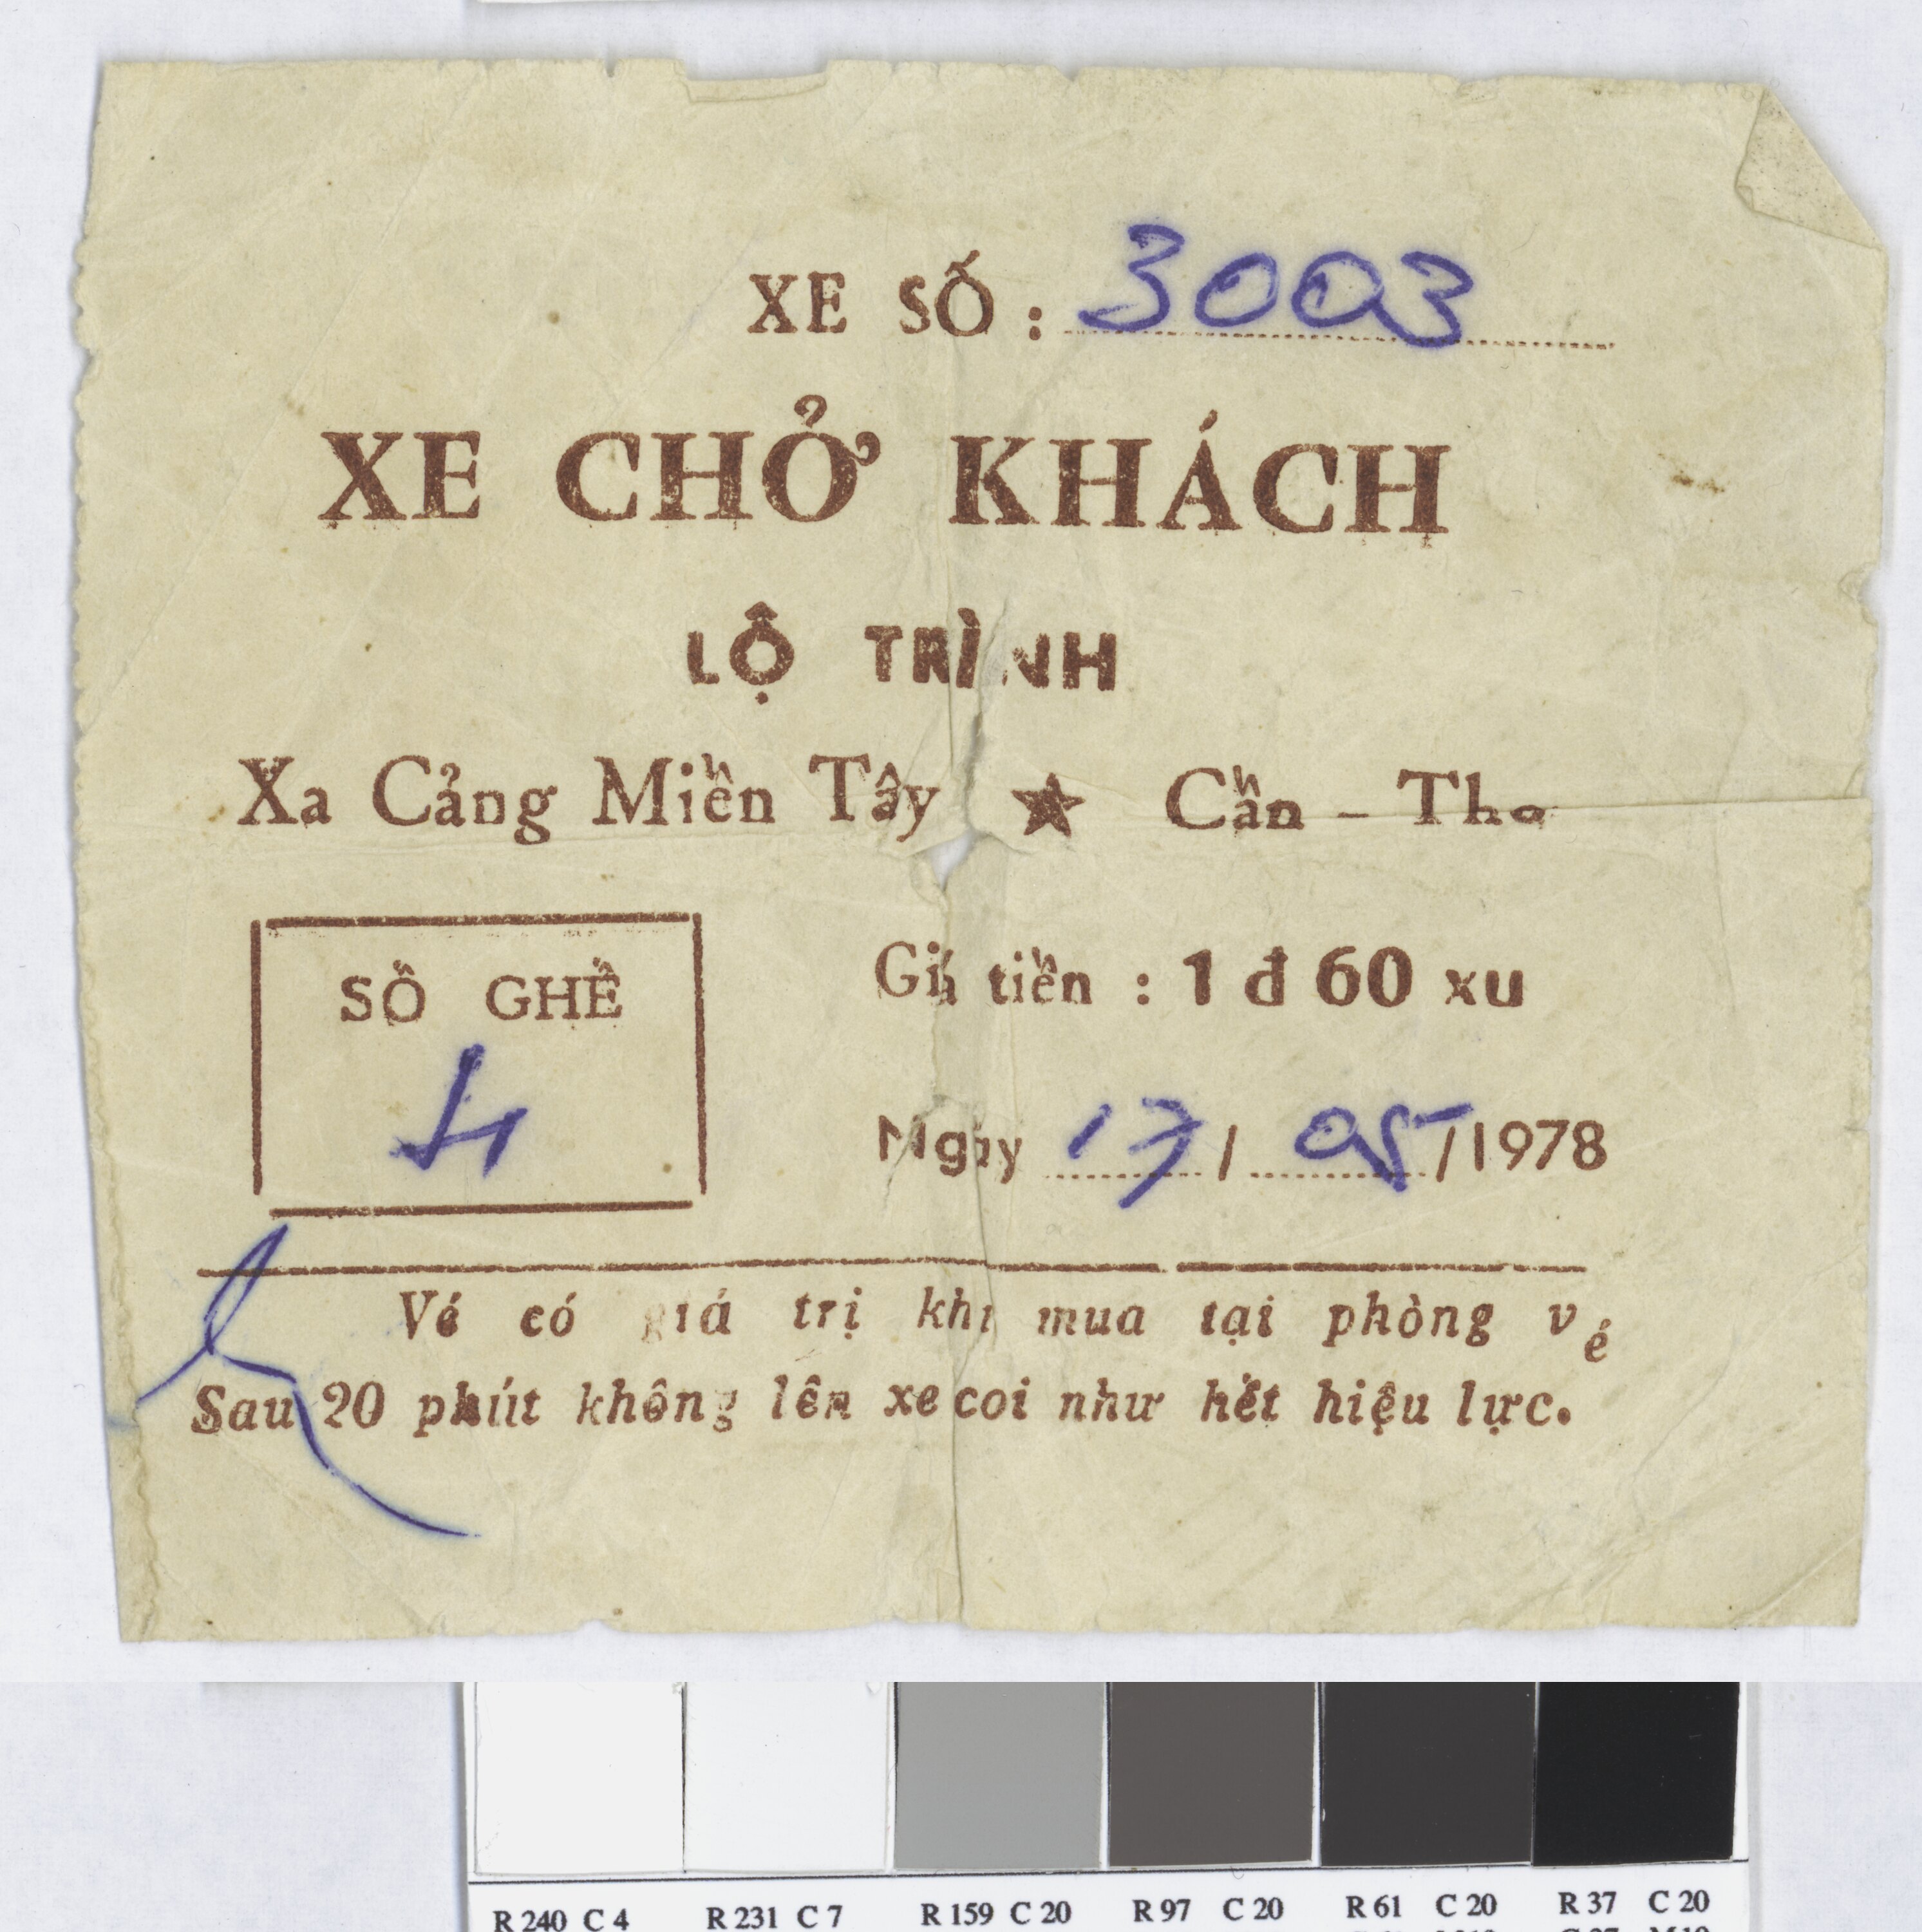 XE SỐ : 3003
XE CHỞ KHÁCH
LỘ TRÌNH
Xa Cảng Miền Tây ★ Cần - Thơ
SỒ GHỀ
4
Giá tiền : 1 đ 60 xu
Ngày 17 / 05 / 1978
Vé có giá trị khi mua tại phòng vé
Sau 20 phút không lên xe coi như hết hiệu lực.
R 240 C 4 R 231 C 7 R 159 C 20 R 97 C 20 R 61 C 20 R 37 C 20